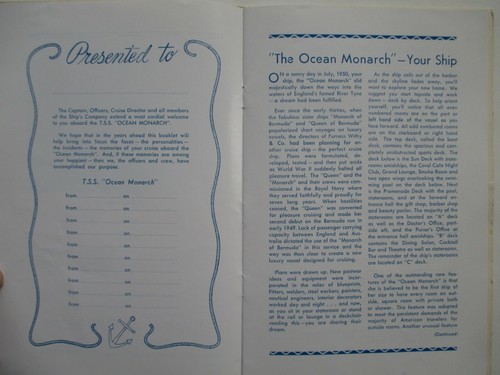 Presented to
The Captain, Officers, Cruise Director and all members
of the Ship's Company extend a most cordial welcome
to you aboard the T.S.S. "OCEAN MONARCH".
We hope that in the years ahead this booklet
will bring into focus the faces – the personalities –
the incidents – the memories of your cruise aboard the
"Ocean Monarch". And, if these memories are among
your happiest – then we, the officers and crew, have
accomplished our purpose.
T.S.S. "Ocean Monarch"
from on
from on
from on
from on
from on
from on
from on
from on
from on
from on
"The Ocean Monarch" – Your Ship
ON a sunny day in July, 1950, your
ship, the "Ocean Monarch" slid
majestically down the ways into the
waters of England's famed River Tyne
– a dream had been fulfilled.
Ever since the early thirties, when
the fabulous sister ships "Monarch of
Bermuda" and "Queen of Bermuda"
popularized short voyages on luxury
travels, the directors of Furness Withy
& Co. had been planning for an-
other cruise ship – the perfect cruise
ship. Plans were formulated, de-
veloped, tested – and then put aside
as World War II suddenly halted all
pleasure travel. The "Queen" and the
"Monarch" and their crews were com-
missioned in the Royal Navy where
they served faithfully and proudly for
seven long years. When hostilities
ceased, the "Queen" was converted
for pleasure cruising and made her
second debut on the Bermuda run in
early 1949. Lack of passenger carrying
capacity between England and Aus-
tralia dictated the use of the "Monarch
of Bermuda" in this service and the
way was then clear to create a new
luxury vessel designed for cruising.
Plans were drawn up. New postwar
ideas and equipment were incor-
porated in the miles of blueprints.
Fitters, welders, steel workers, painters,
nautical engineers, interior decorators
worked day and night . . . and now,
as you sit in your stateroom or stand
at the rail or lounge in a deckchair
reading this – you are sharing their
dream.
As the ship sails out of the harbor
and the skyline fades away, you'll
want to explore your new home. We
suggest you start topside and work
down – deck by deck. To help orient
yourself, you'll notice that all even
numbered rooms are on the port or
left hand side of the vessel as you
face forward. All odd numbered rooms
are on the starboard or right hand
side. The top deck, called the boat
deck, contains the spacious and com-
pletely unobstructed sports deck. The
deck below is the Sun Deck with some
passenger accommodations, the Coral Cafe Night
Club, Grand Lounge, Smoke Room and
two open wings overlooking the swim-
ming pool on the deck below. Next
is the Promenade Deck with the pool,
staterooms, and at the forward en-
trance hall the gift shop, barber shop
and beauty parlor. The majority of the
staterooms are located on "A" deck
as well as the Doctor's Office, port-
side aft, and the Purser's Office at
the entrance hall amidships. "B" deck
contains the Dining Salon, Cocktail
Bar and Theatre as well as staterooms.
The remainder of the ship's staterooms
are located on "C" deck.
One of the outstanding new fea-
tures of the "Ocean Monarch" is that
she is believed to be the first ship of
her size to have every room an out-
side, square room with private bath
or shower. This feature was adopted
to meet the persistent demands of the
majority of American travelers for
outside rooms. Another unusual feature
(Continued)